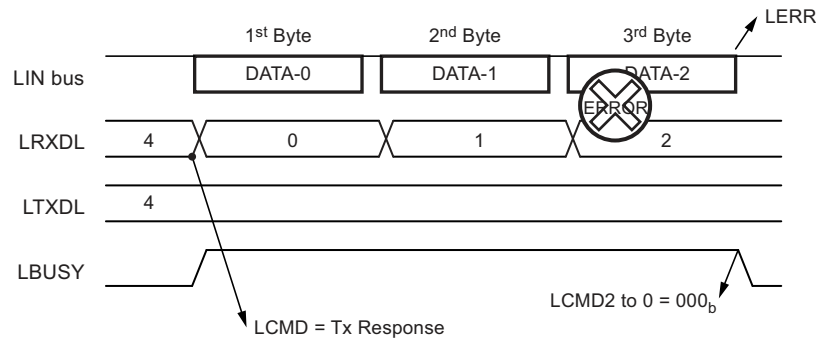 LERR
1st Byte 2nd Byte 3rd Byte
LIN bus DATA-0 DATA-1 DATA-2
ERROR
LRXDL 4 0 1 2
LTXDL 4
LBUSY
LCMD2 to 0 = 000b
LCMD = Tx Response